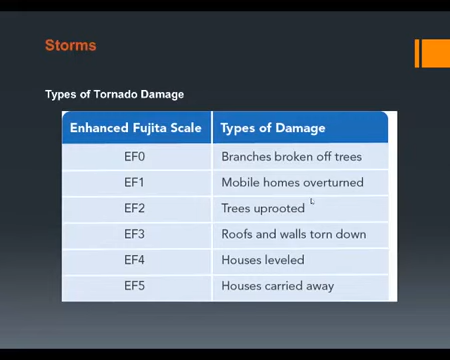 Storms
Types of Tornado Damage
Enhanced Fujita Scale Types of Damage
EF0 Branches broken off trees
EF1 Mobile homes overturned
EF2 Trees uprooted
EF3 Roofs and walls torn down
EF4 Houses leveled
EF5 Houses carried away